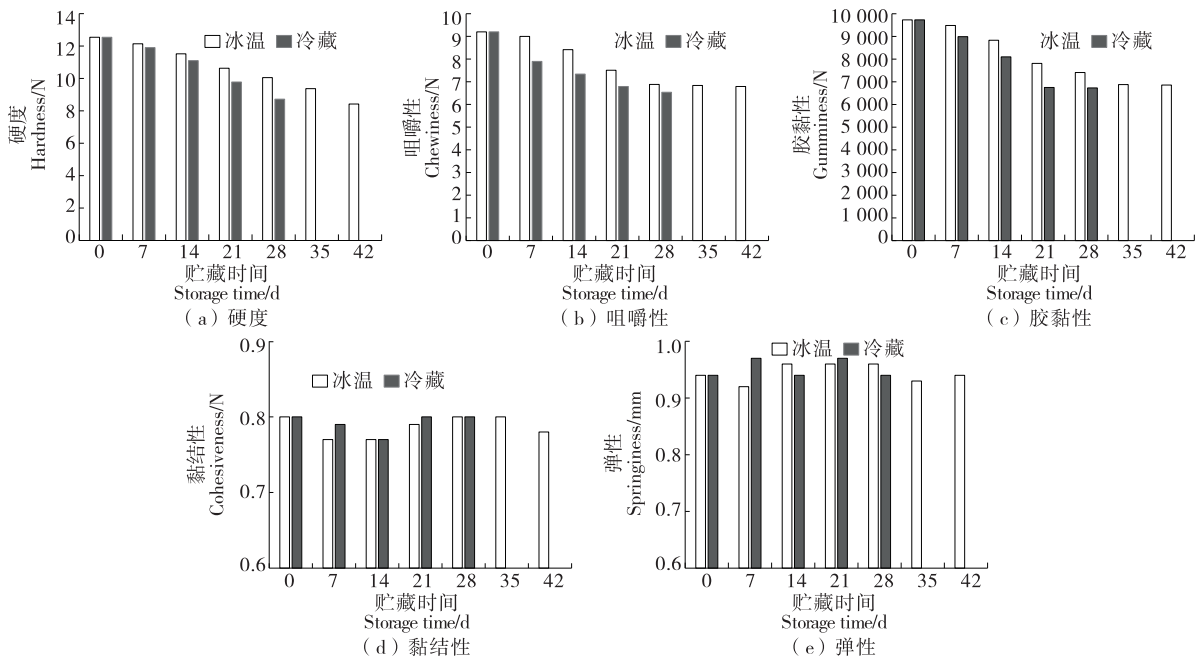 14
12
10
8
6
4
2
0
硬度
Hardness/N
冰温 冷藏
0 7 14 21 28 35 42
贮藏时间
Storage time/d
（a）硬度
10
9
8
7
6
5
4
3
2
1
0
咀嚼性
Chewiness/N
冰温 冷藏
0 7 14 21 28 35 42
贮藏时间
Storage time/d
（b）咀嚼性
10 000
9 000
8 000
7 000
6 000
5 000
4 000
3 000
2 000
1 000
0
胶黏性
Gumminess/N
冰温 冷藏
0 7 14 21 28 35 42
贮藏时间
Storage time/d
（c）胶黏性
0.9
0.8
0.7
0.6
黏结性
Cohesiveness/N
冰温 冷藏
0 7 14 21 28 35 42
贮藏时间
Storage time/d
（d）黏结性
1.0
0.9
0.8
0.7
0.6
弹性
Springiness/mm
冰温 冷藏
0 7 14 21 28 35 42
贮藏时间
Storage time/d
（e）弹性